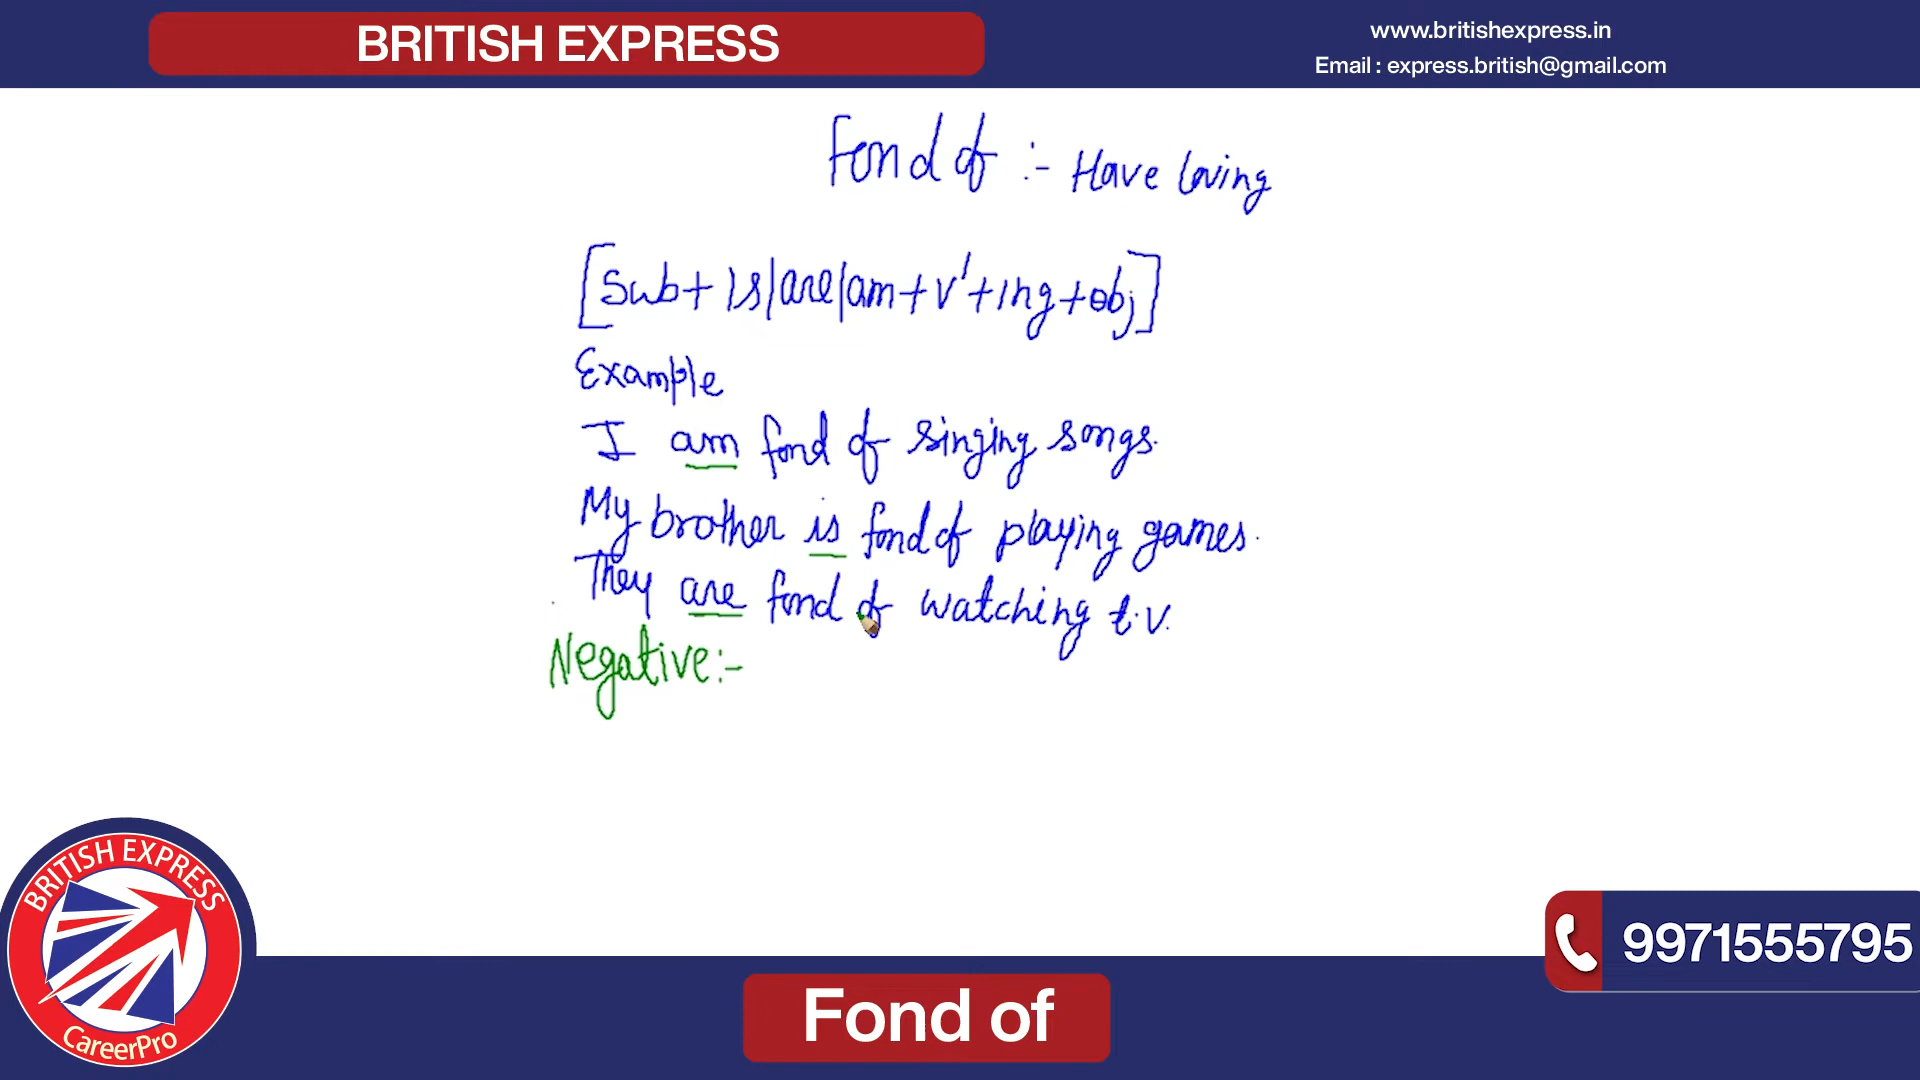 BRITISH EXPRESS
www.britishexpress.in
Email : express.british@gmail.com
Fond of :- Have loving
[Sub+is|are|am+v¹+ing+obj]
Example
I am fond of singing songs.
My brother is fond of playing games.
They are fond of watching t.v.
Negative:-
BRITISH EXPRESS
CareerPro
9971555795
Fond of